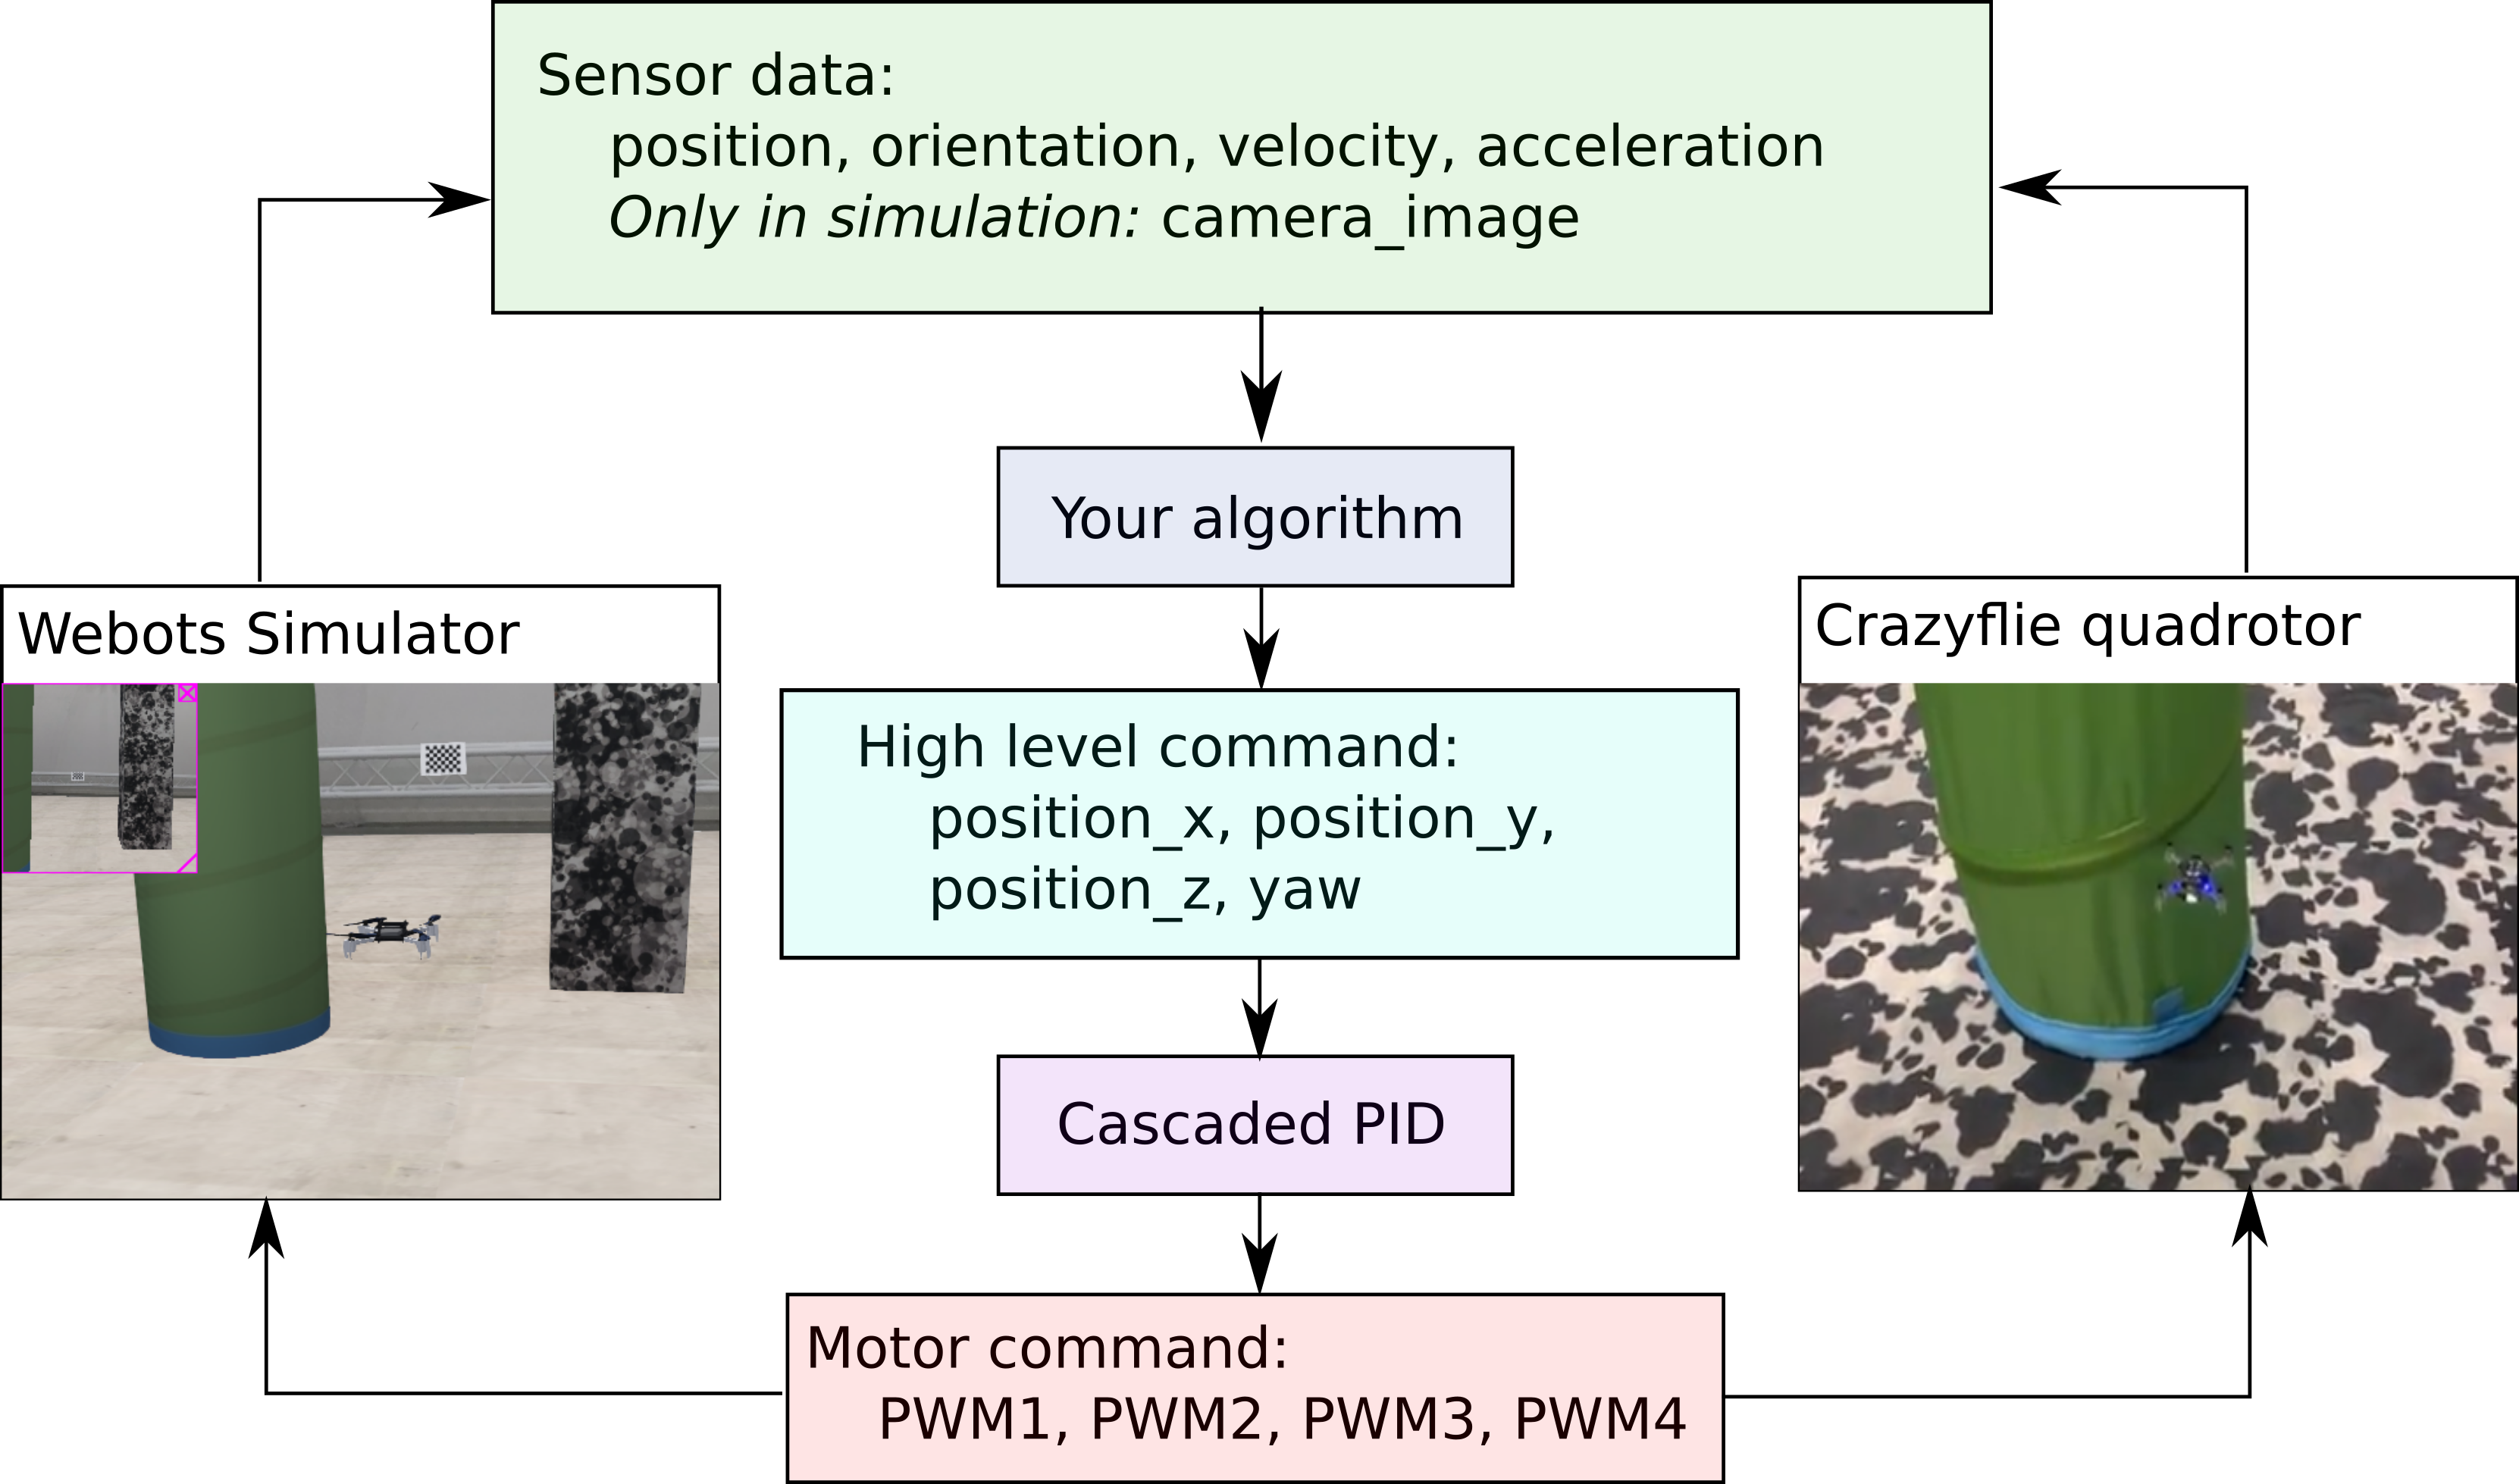 Sensor data:
position, orientation, velocity, acceleration
Only in simulation: camera_image
Your algorithm
Webots Simulator
Crazyflie quadrotor
High level command:
position_x, position_y,
position_z, yaw
Cascaded PID
Motor command:
PWM1, PWM2, PWM3, PWM4